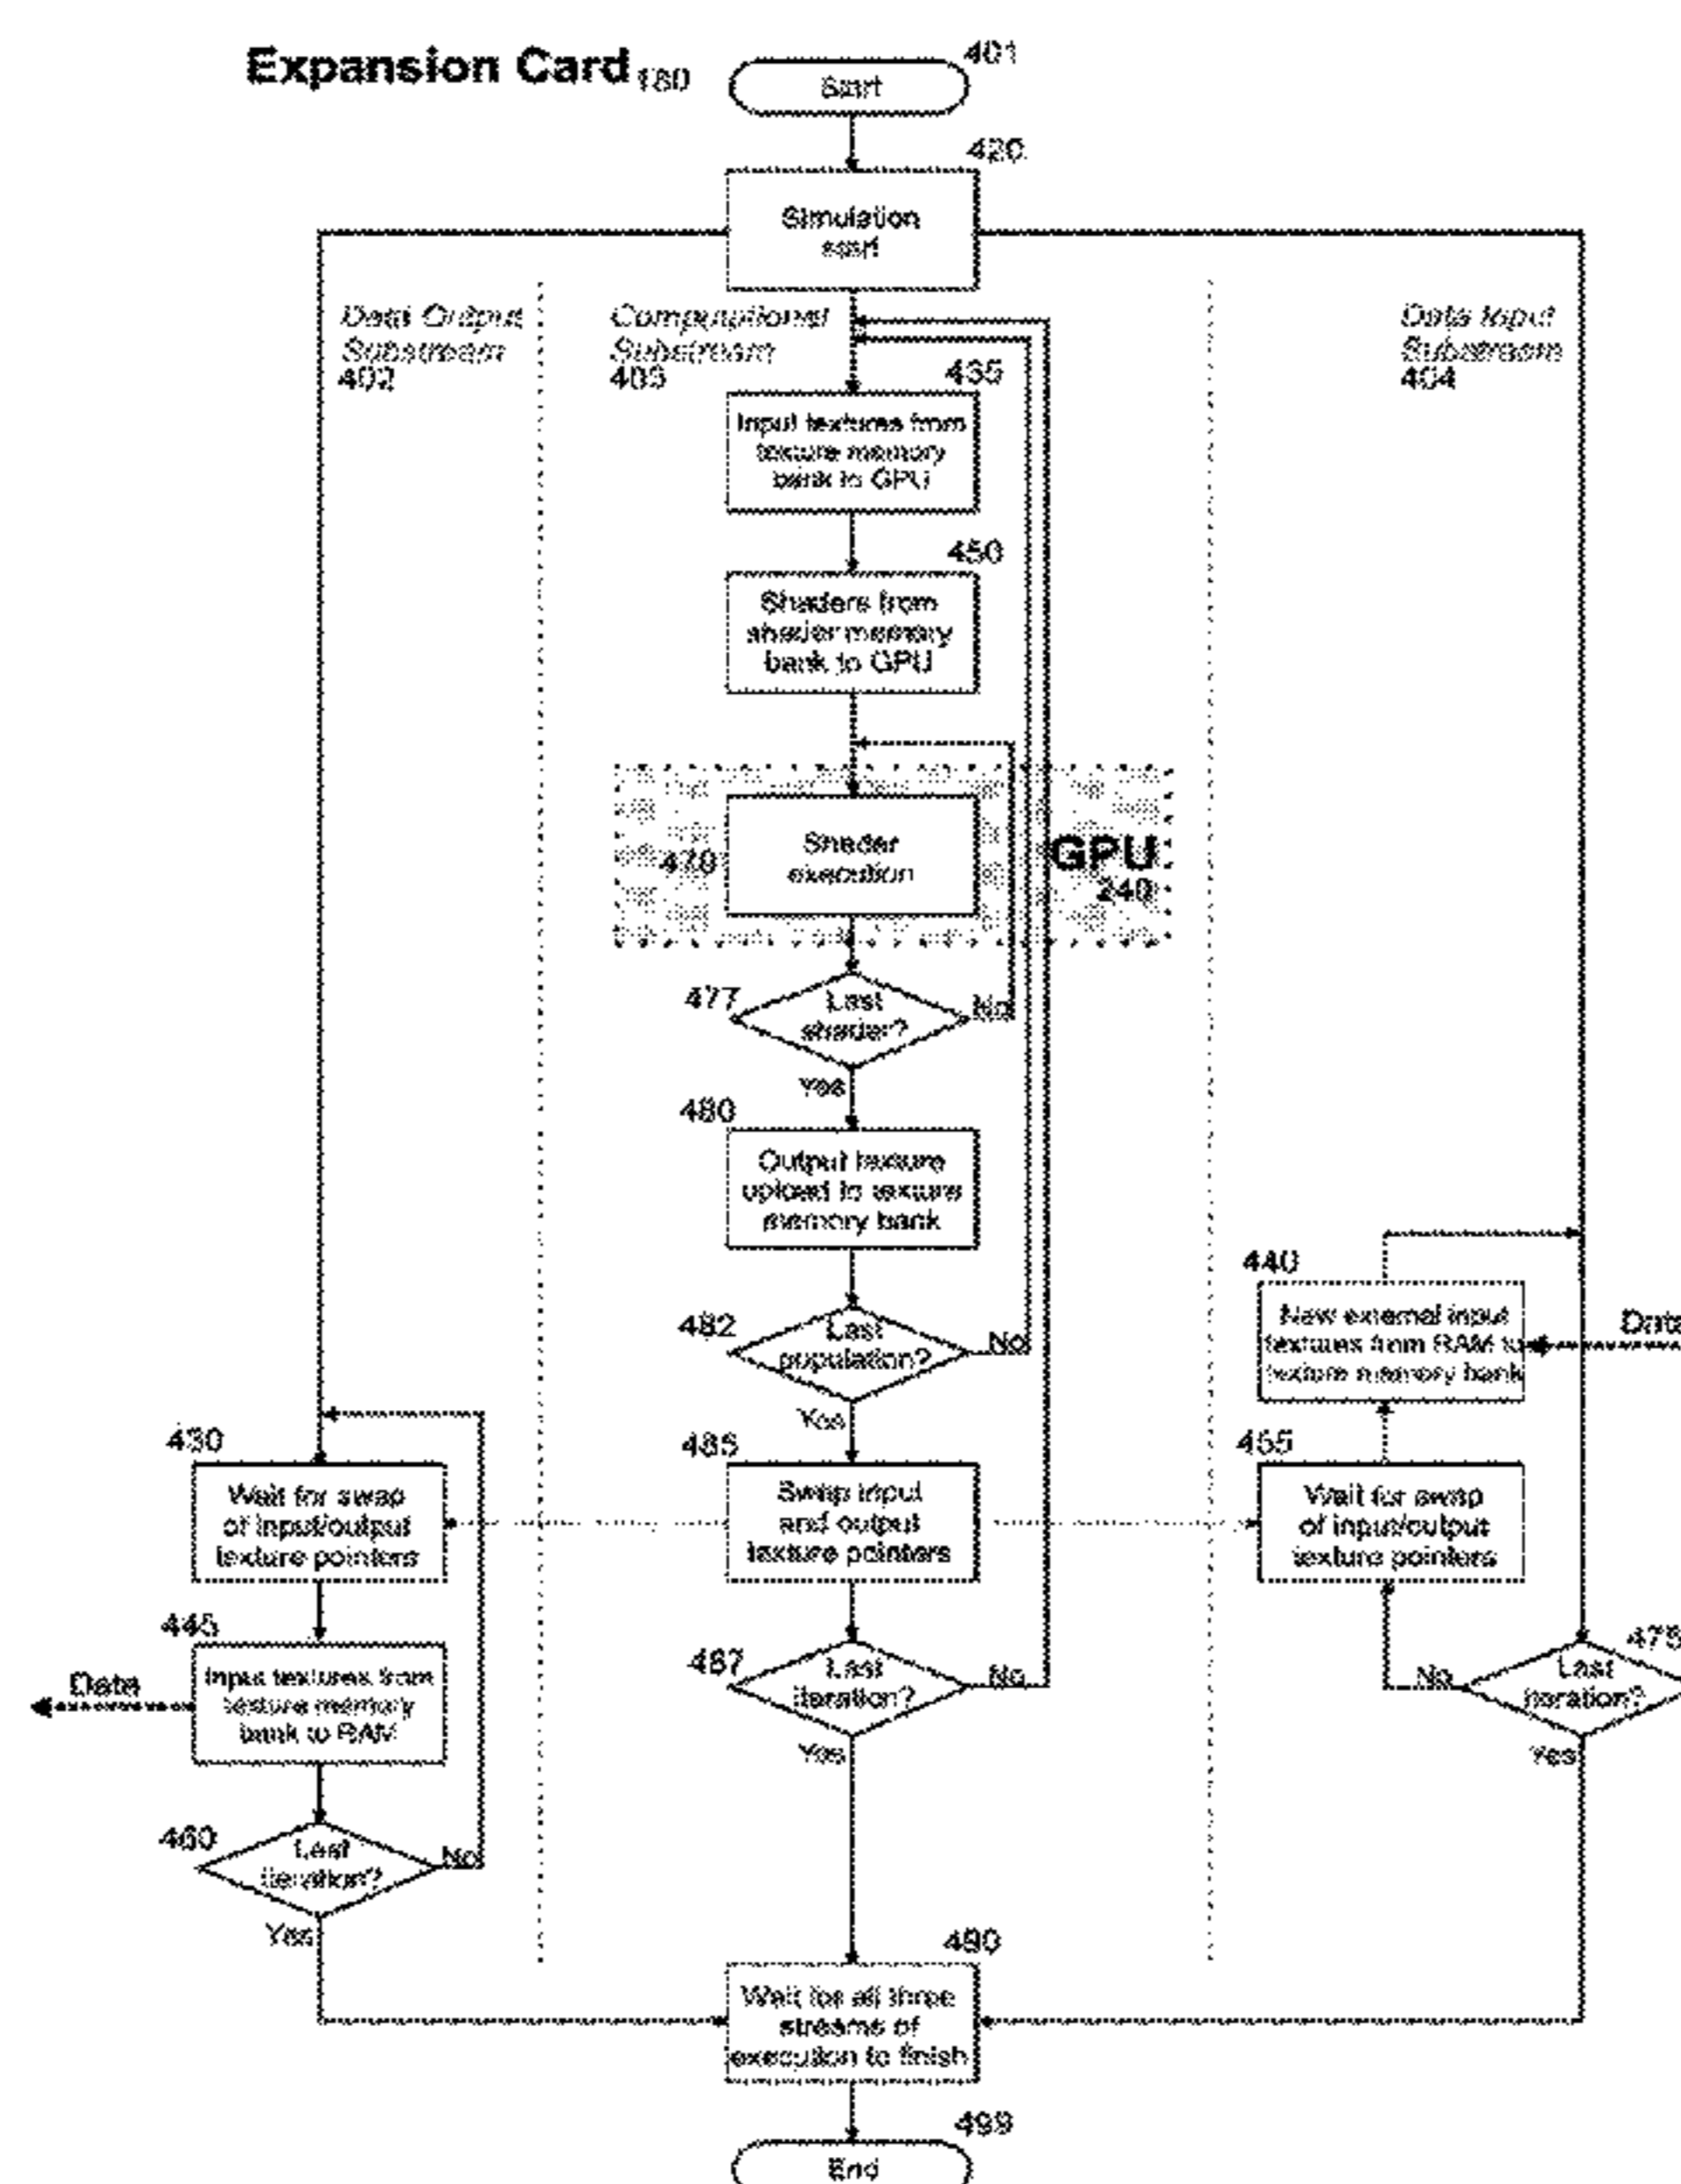 Expansion Card 180
401
Start
420
Simulation
start
Data Output
Substream
402
Computational
Substream
403
Data Input
Substream
404
435
Input textures from
texture memory
bank to GPU
450
Shaders from
shader memory
bank to GPU
470
Shader
execution
GPU
240
477
Last
shader?
No
Yes
480
Output texture
upload to texture
memory bank
482
Last
population?
No
Yes
440
New external input
textures from RAM to
texture memory bank
Data
430
Wait for swap
of input/output
texture pointers
485
Swap input
and output
texture pointers
455
Wait for swap
of input/output
texture pointers
445
Input textures from
texture memory
bank to RAM
Data
487
Last
iteration?
No
Yes
475
Last
iteration?
No
Yes
460
Last
iteration?
No
Yes
490
Wait for all three
streams of
execution to finish
499
End